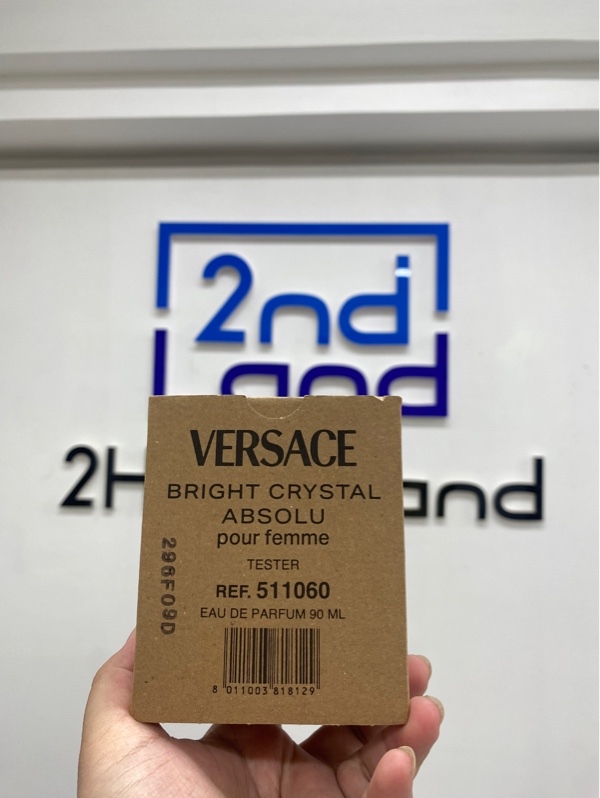 2nd
Land
VERSACE
BRIGHT CRYSTAL
ABSOLU
pour femme
TESTER
REF. 511060
EAU DE PARFUM 90 ML
8 011003 818129
298F09D